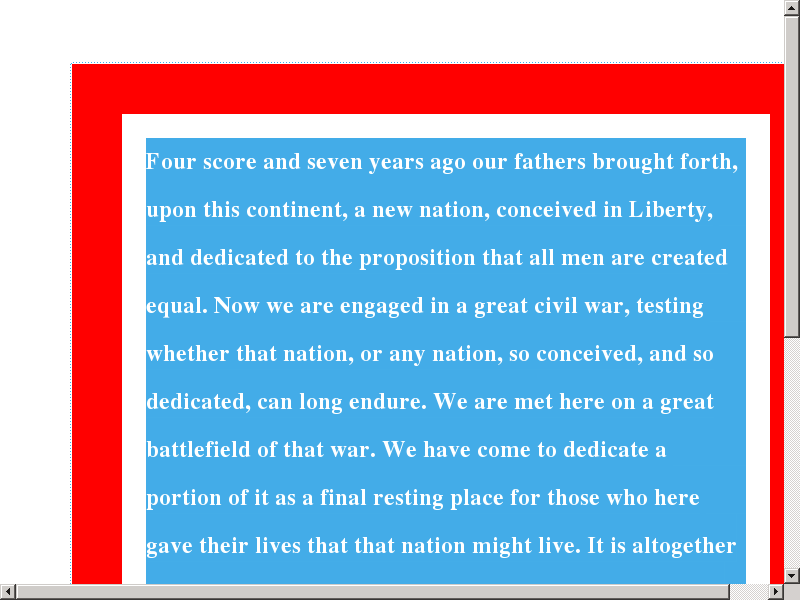 Four score and seven years ago our fathers brought forth,
upon this continent, a new nation, conceived in Liberty,
and dedicated to the proposition that all men are created
equal. Now we are engaged in a great civil war, testing
whether that nation, or any nation, so conceived, and so
dedicated, can long endure. We are met here on a great
battlefield of that war. We have come to dedicate a
portion of it as a final resting place for those who here
gave their lives that that nation might live. It is altogether